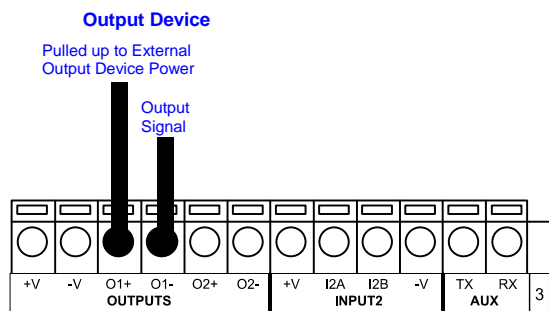 Output Device
Pulled up to External
Output Device Power
Output
Signal
+V -V O1+ O1- O2+ O2- +V I2A I2B -V TX RX 3
OUTPUTS INPUT2 AUX